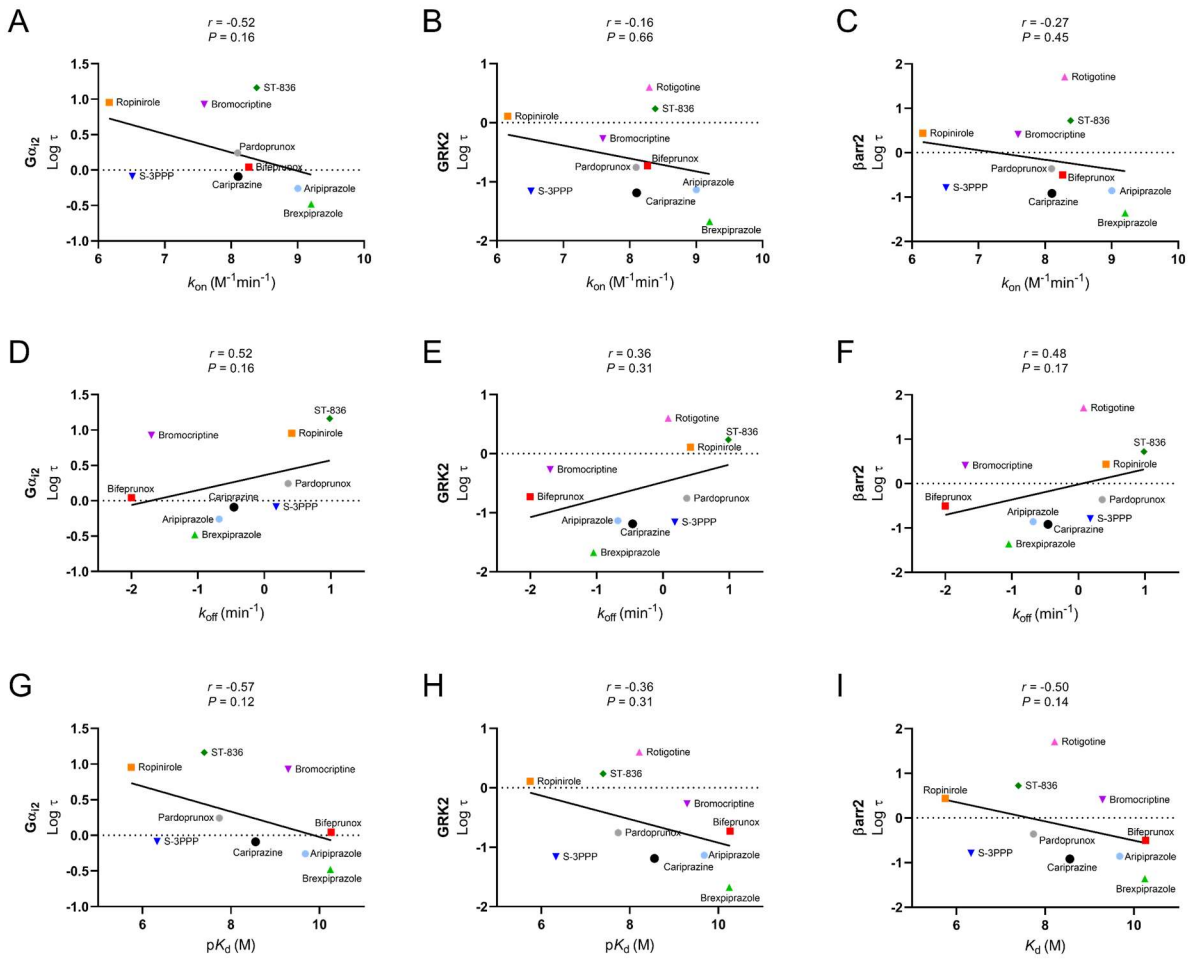 A
r = -0.52
P = 0.16
Gαi2
Log τ
1.5
1.0
0.5
0.0
-0.5
-1.0
Ropinirole
Bromocriptine
ST-836
Pardoprunox
Bifeprunox
S-3PPP
Cariprazine
Aripiprazole
Brexpiprazole
6 7 8 9 10
kon (M⁻¹min⁻¹)
B
r = -0.16
P = 0.66
GRK2
Log τ
1
0
-1
-2
Rotigotine
ST-836
Ropinirole
Bromocriptine
Bifeprunox
Pardoprunox
Aripiprazole
S-3PPP
Cariprazine
Brexpiprazole
6 7 8 9 10
kon (M⁻¹min⁻¹)
C
r = -0.27
P = 0.45
βarr2
Log τ
2
1
0
-1
-2
Rotigotine
ST-836
Ropinirole
Bromocriptine
Pardoprunox
Bifeprunox
S-3PPP
Cariprazine
Aripiprazole
Brexpiprazole
6 7 8 9 10
kon (M⁻¹min⁻¹)
D
r = 0.52
P = 0.16
Gαi2
Log τ
1.5
1.0
0.5
0.0
-0.5
-1.0
ST-836
Bromocriptine
Ropinirole
Pardoprunox
Bifeprunox
Cariprazine
S-3PPP
Aripiprazole
Brexpiprazole
-2 -1 0 1
koff (min⁻¹)
E
r = 0.36
P = 0.31
GRK2
Log τ
1
0
-1
-2
Rotigotine
ST-836
Ropinirole
Bromocriptine
Bifeprunox
Pardoprunox
Aripiprazole
S-3PPP
Cariprazine
Brexpiprazole
-2 -1 0 1
koff (min⁻¹)
F
r = 0.48
P = 0.17
βarr2
Log τ
2
1
0
-1
-2
Rotigotine
ST-836
Bromocriptine
Ropinirole
Bifeprunox
Pardoprunox
Aripiprazole
S-3PPP
Cariprazine
Brexpiprazole
-2 -1 0 1
koff (min⁻¹)
G
r = -0.57
P = 0.12
Gαi2
Log τ
1.5
1.0
0.5
0.0
-0.5
-1.0
ST-836
Ropinirole
Bromocriptine
Pardoprunox
Bifeprunox
S-3PPP
Cariprazine
Aripiprazole
Brexpiprazole
6 8 10
pKd (M)
H
r = -0.36
P = 0.31
GRK2
Log τ
1
0
-1
-2
Rotigotine
ST-836
Ropinirole
Bromocriptine
Bifeprunox
Pardoprunox
S-3PPP
Cariprazine
Aripiprazole
Brexpiprazole
6 8 10
pKd (M)
I
r = -0.50
P = 0.14
βarr2
Log τ
2
1
0
-1
-2
Rotigotine
ST-836
Ropinirole
Bromocriptine
Pardoprunox
Bifeprunox
S-3PPP
Cariprazine
Aripiprazole
Brexpiprazole
6 8 10
Kd (M)